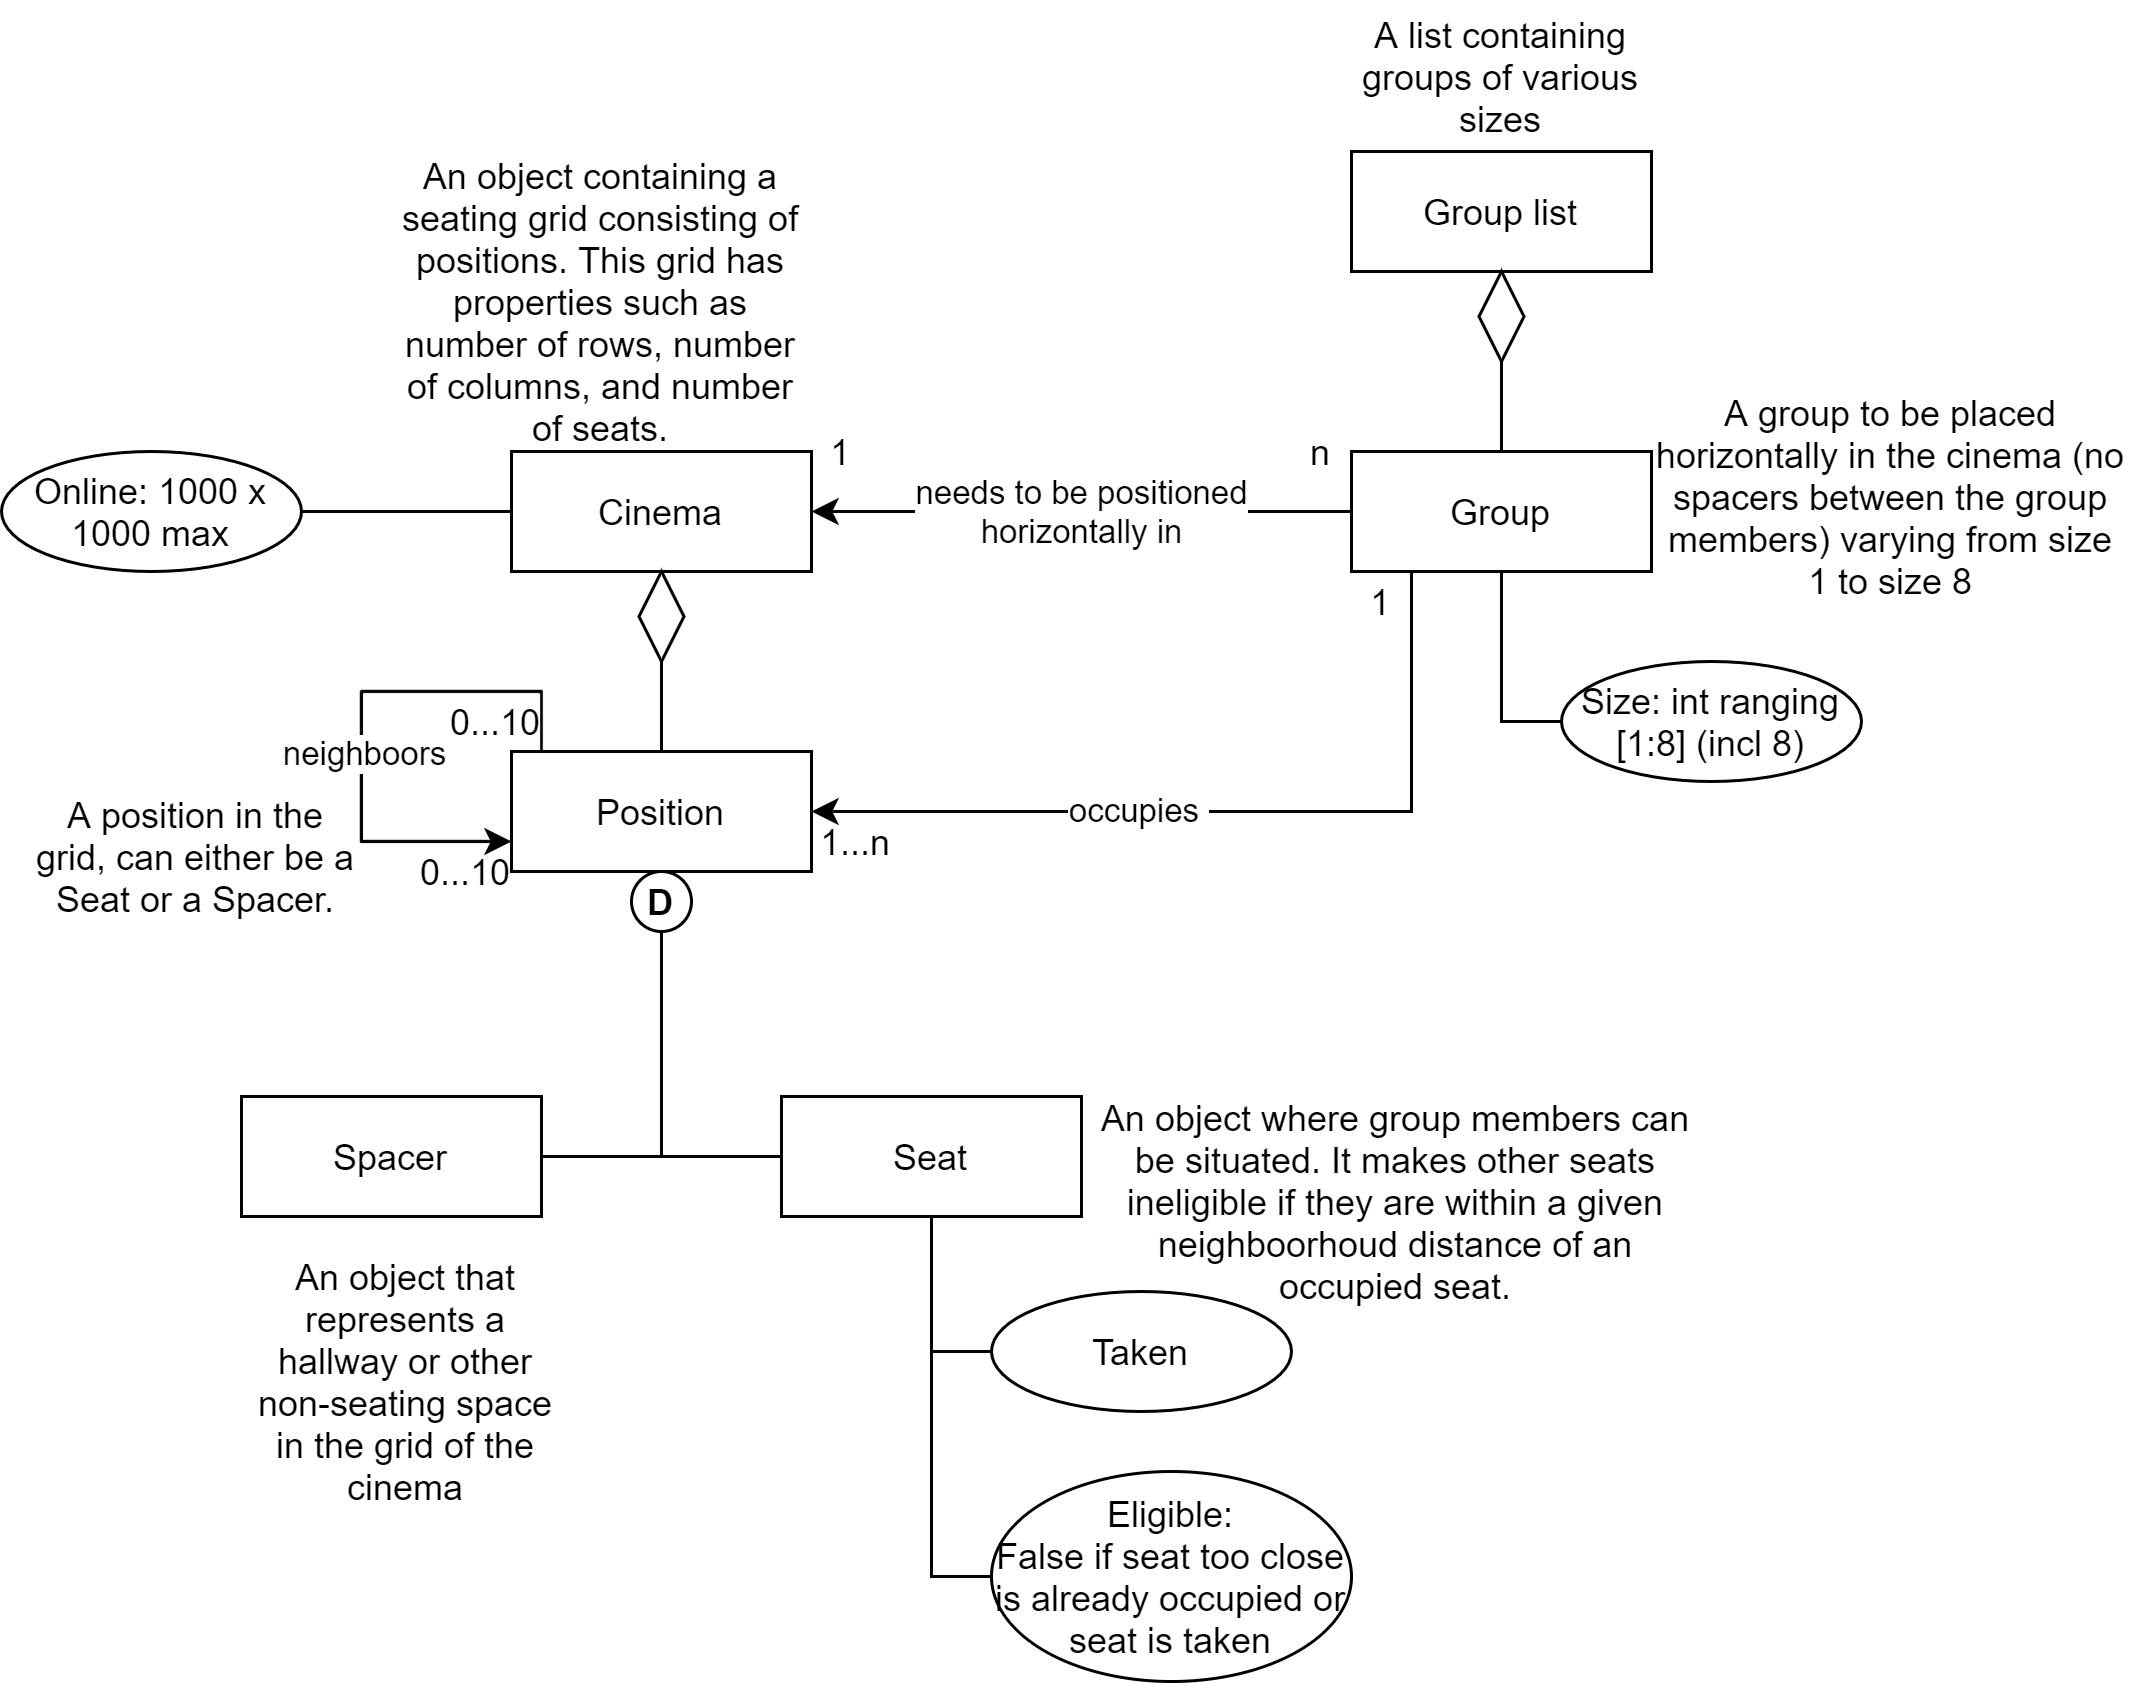 A list containing
groups of various
sizes
Group list
An object containing a
seating grid consisting of
positions. This grid has
properties such as
number of rows, number
of columns, and number
of seats.
A group to be placed
horizontally in the cinema (no
spacers between the group
members) varying from size
1 to size 8
Online: 1000 x
1000 max
Cinema
1
needs to be positioned
horizontally in
n
Group
1
Size: int ranging
[1:8] (incl 8)
0...10
neighboors
0...10
A position in the
grid, can either be a
Seat or a Spacer.
Position
occupies
1...n
D
Spacer
Seat
An object where group members can
be situated. It makes other seats
ineligible if they are within a given
neighboorhoud distance of an
occupied seat.
An object that
represents a
hallway or other
non-seating space
in the grid of the
cinema
Taken
Eligible:
False if seat too close
is already occupied or
seat is taken